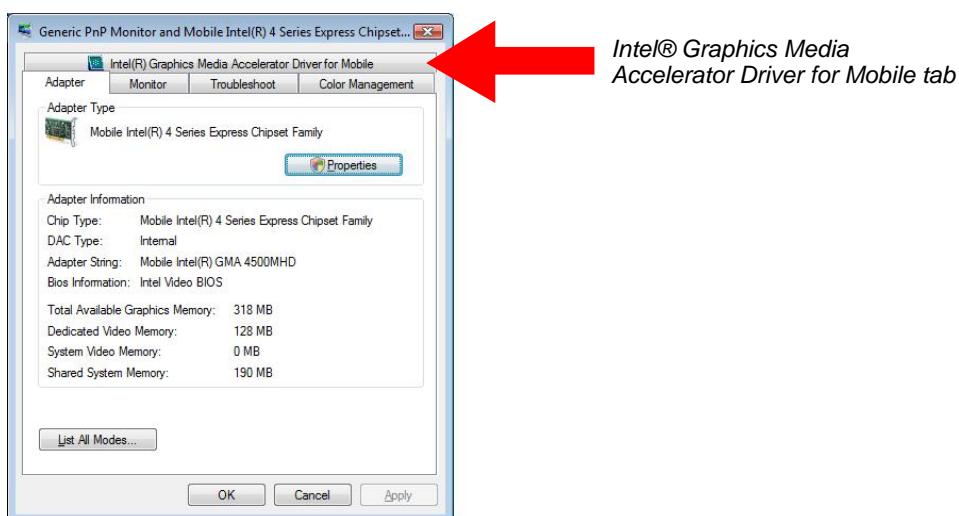 Generic PnP Monitor and Mobile Intel(R) 4 Series Express Chipset...
Intel(R) Graphics Media Accelerator Driver for Mobile
Adapter Monitor Troubleshoot Color Management
Adapter Type
Mobile Intel(R) 4 Series Express Chipset Family
Properties
Adapter Information
Chip Type: Mobile Intel(R) 4 Series Express Chipset Family
DAC Type: Internal
Adapter String: Mobile Intel(R) GMA 4500MHD
Bios Information: Intel Video BIOS
Total Available Graphics Memory: 318 MB
Dedicated Video Memory: 128 MB
System Video Memory: 0 MB
Shared System Memory: 190 MB
List All Modes...
OK Cancel Apply
Intel® Graphics Media
Accelerator Driver for Mobile tab